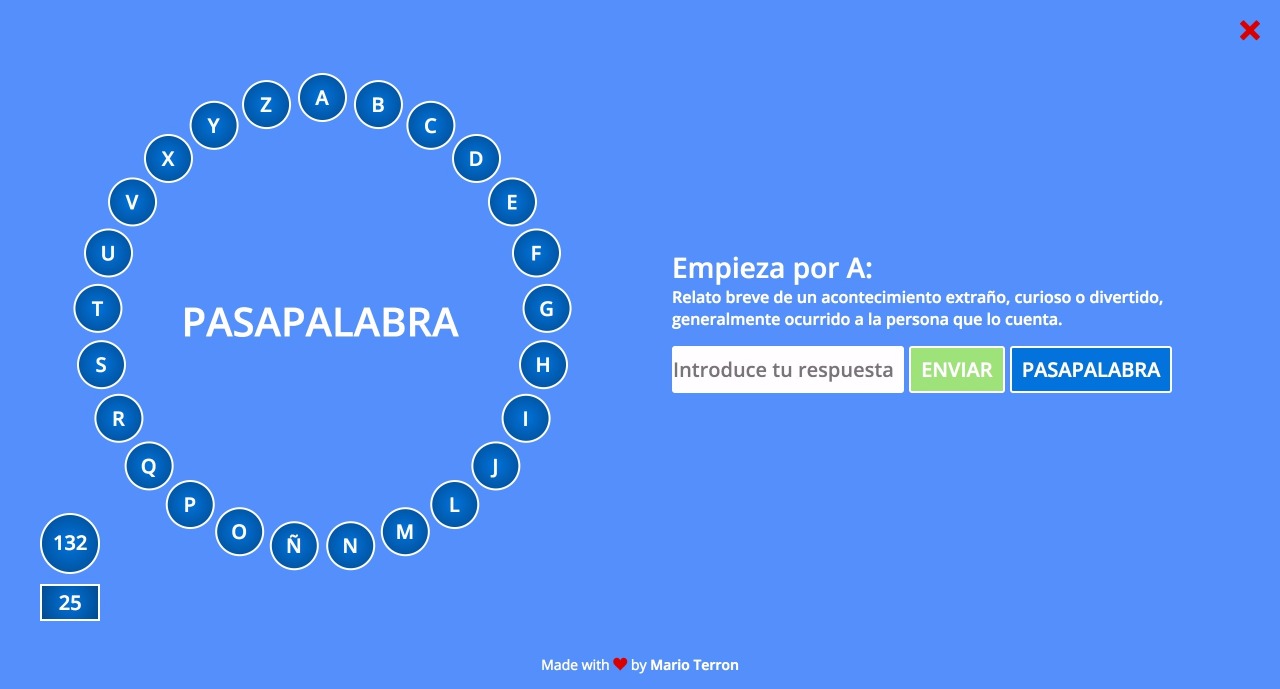 A
B
C
D
E
F
G
H
I
J
L
M
N
Ñ
O
P
Q
R
S
T
U
V
X
Y
Z
PASAPALABRA
132
25
Empieza por A:
Relato breve de un acontecimiento extraño, curioso o divertido,
generalmente ocurrido a la persona que lo cuenta.
Introduce tu respuesta ENVIAR PASAPALABRA
Made with ❤ by Mario Terron